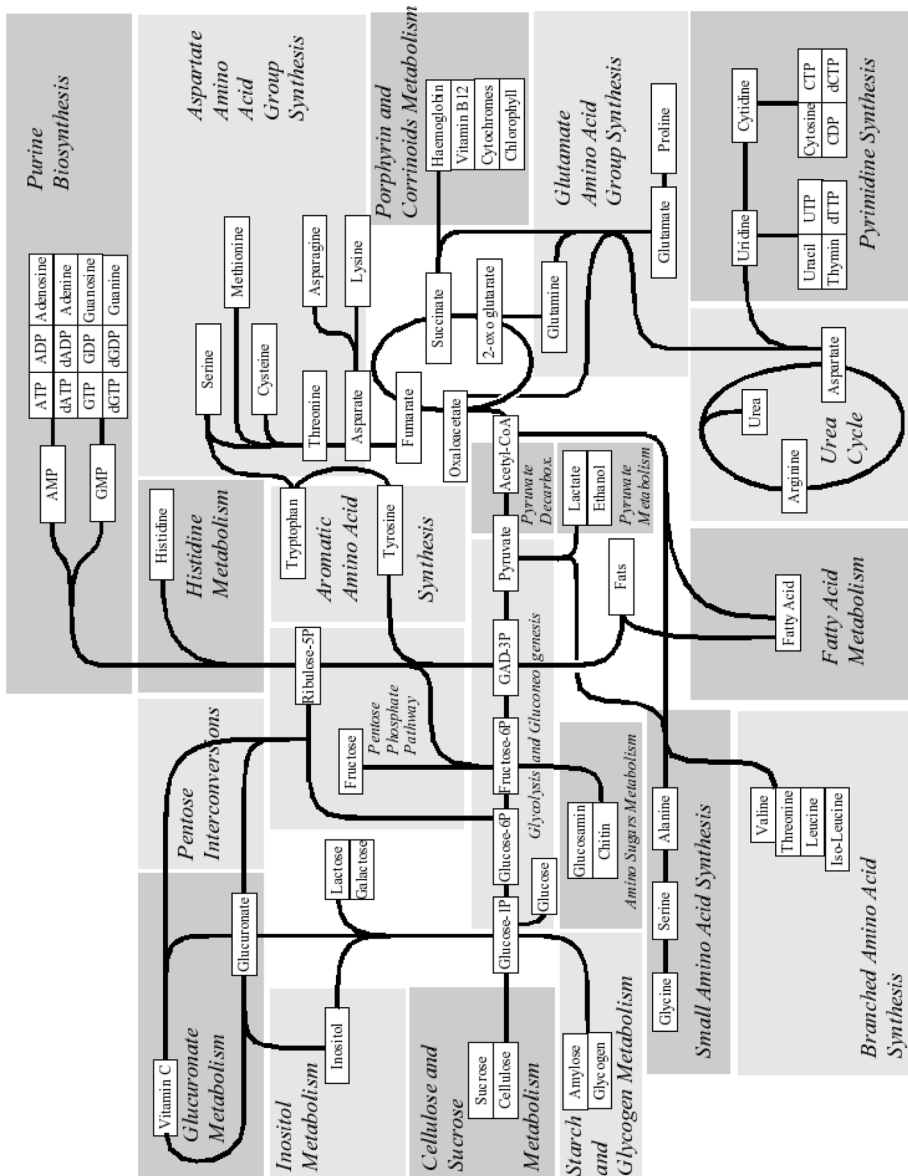 Purine
Biosynthesis
ATP
ADP
Adenosine
dATP
dADP
Adenine
GTP
GDP
Guanosine
dGTP
dGDP
Guanine
AMP
GMP
Histidine
Histidine
Metabolism
Pentose
Interconversions
Vitamin C
Glucuronate
Metabolism
Glucuronate
Aspartate
Amino
Acid
Group
Synthesis
Serine
Methionine
Cysteine
Threonine
Asparagine
Asparate
Lysine
Fumarate
Tryptophan
Aromatic
Amino Acid
Tyrosine
Synthesis
Ribulose-5P
Fructose
Pentose
Phosphate
Pathway
Lactose
Galactose
Inositol
Inositol
Metabolism
Porphyrin and
Corrinoids Metabolism
Haemoglobin
Vitamin B12
Cytochromes
Chlorophyll
Succinate
2-oxo glutarate
Oxaloacetate
Acetyl-CoA
Pyruvate
Decarbox.
Pyruvate
GAD-3P
Fructose-6P
Glucose-6P
Glucose-1P
Glucose
Glycolysis and Gluconeogenesis
Cellulose and
Sucrose
Metabolism
Sucrose
Cellulose
Glutamate
Amino Acid
Group Synthesis
Glutamine
Glutamate
Proline
Lactate
Ethanol
Pyruvate
Metabolism
Fats
Glucosamin
Chitin
Amino Sugars Metabolism
Amylose
Glycogen
Starch
and
Glycogen Metabolism
Alanine
Serine
Glycine
Small Amino Acid Synthesis
Uridine
Cytidine
Uracil
UTP
Thymin
dTTP
Cytosine
CTP
CDP
dCTP
Pyrimidine Synthesis
Aspartate
Urea
Arginine
Urea
Cycle
Fatty Acid
Fatty Acid
Metabolism
Valine
Threonine
Leucine
Iso-Leucine
Branched Amino Acid
Synthesis